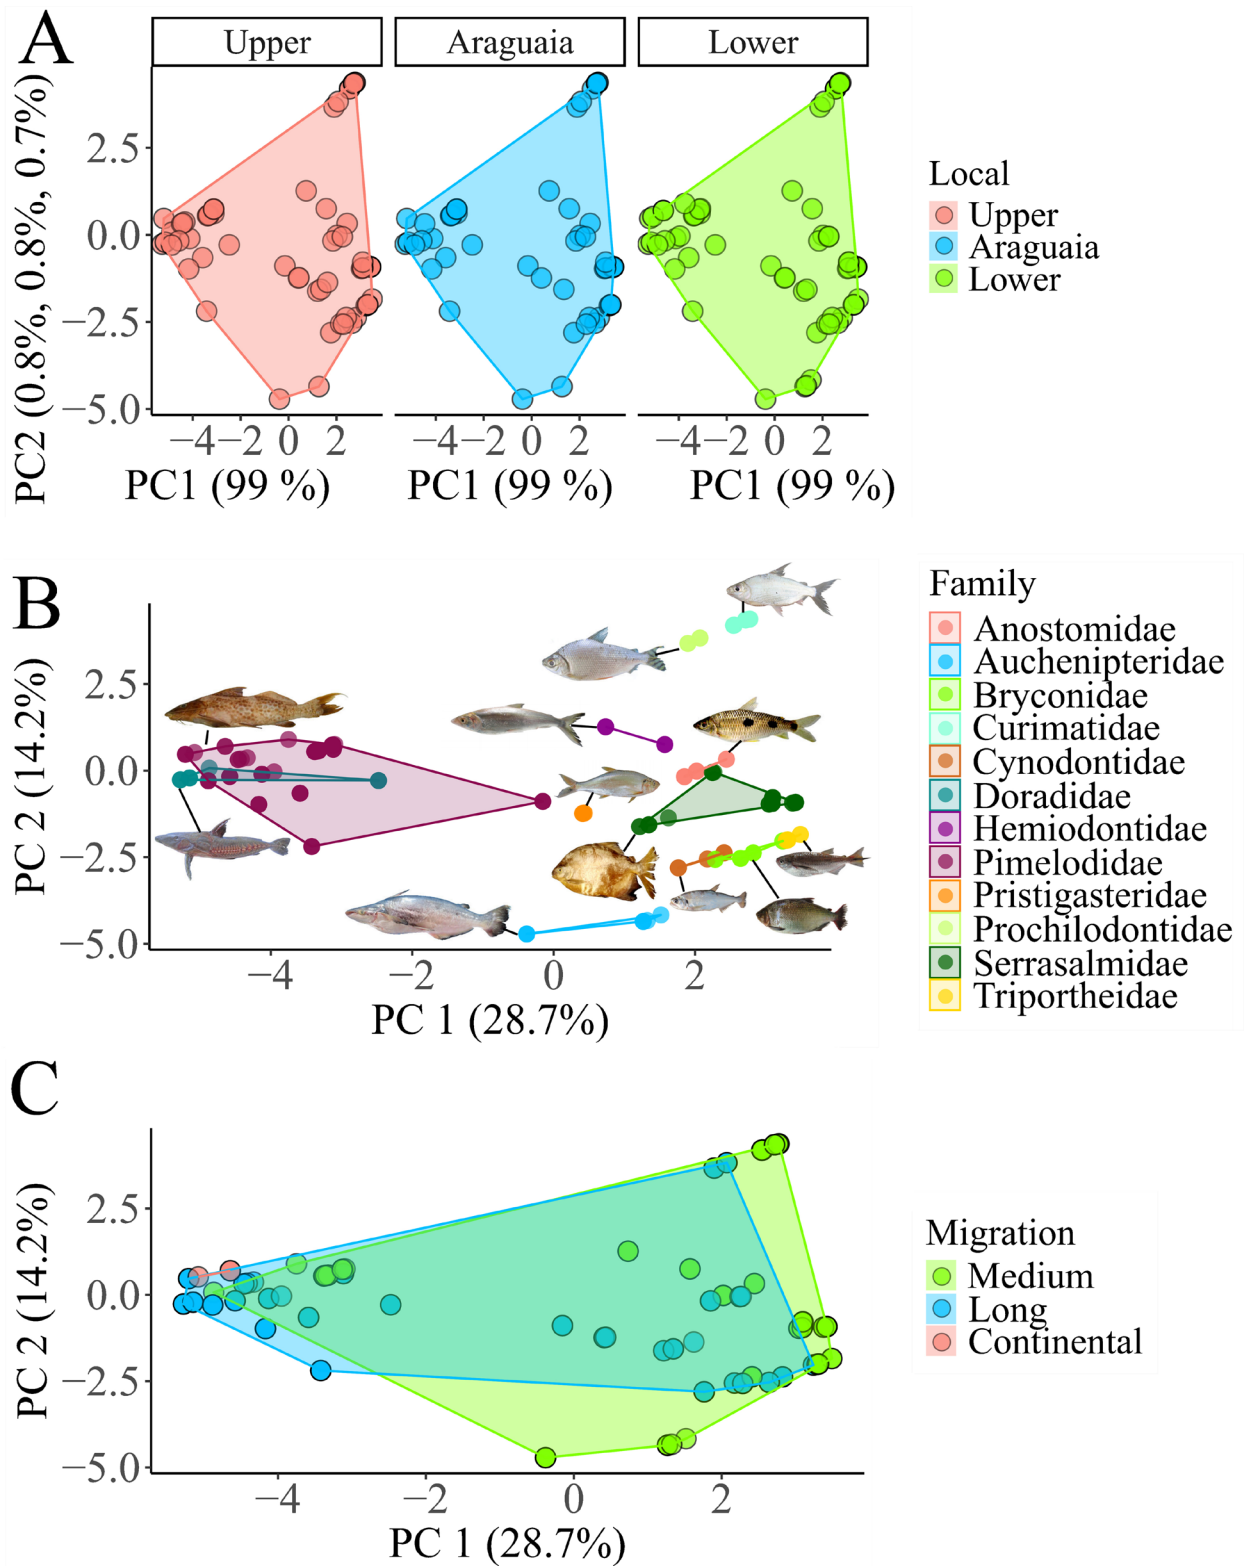 A
Upper Araguaia Lower
PC2 (0.8%, 0.8%, 0.7%)
2.5
0.0
−2.5
−5.0
−4 −2 0 2 −4 −2 0 2 −4 −2 0 2
PC1 (99 %) PC1 (99 %) PC1 (99 %)
Local
Upper
Araguaia
Lower
B
PC 2 (14.2%)
2.5
0.0
−2.5
−5.0
−4 −2 0 2
PC 1 (28.7%)
Family
Anostomidae
Auchenipteridae
Bryconidae
Curimatidae
Cynodontidae
Doradidae
Hemiodontidae
Pimelodidae
Pristigasteridae
Prochilodontidae
Serrasalmidae
Triportheidae
C
PC 2 (14.2%)
2.5
0.0
−2.5
−5.0
−4 −2 0 2
PC 1 (28.7%)
Migration
Medium
Long
Continental